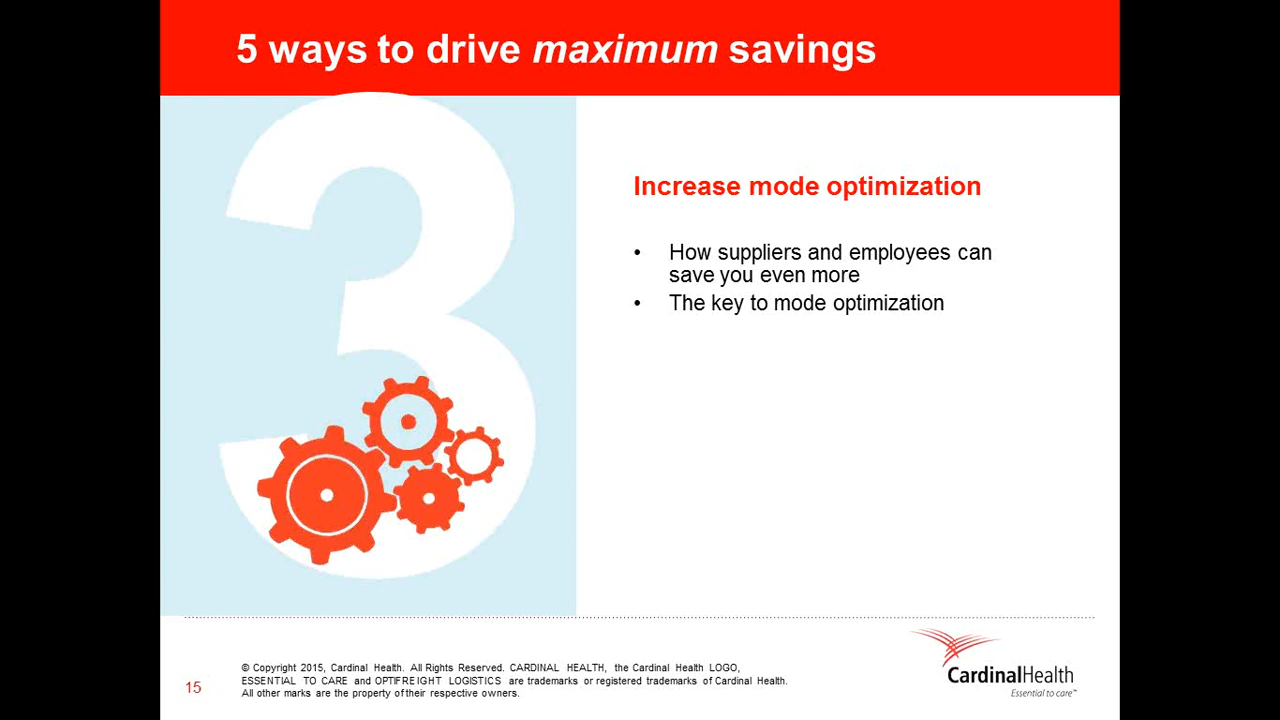 5 ways to drive maximum savings
3
Increase mode optimization
• How suppliers and employees can
save you even more
• The key to mode optimization
15
© Copyright 2015, Cardinal Health. All Rights Reserved. CARDINAL HEALTH, the Cardinal Health LOGO,
ESSENTIAL TO CARE and OPTIFREIGHT LOGISTICS are trademarks or registered trademarks of Cardinal Health.
All other marks are the property of their respective owners.
CardinalHealth
Essential to care™